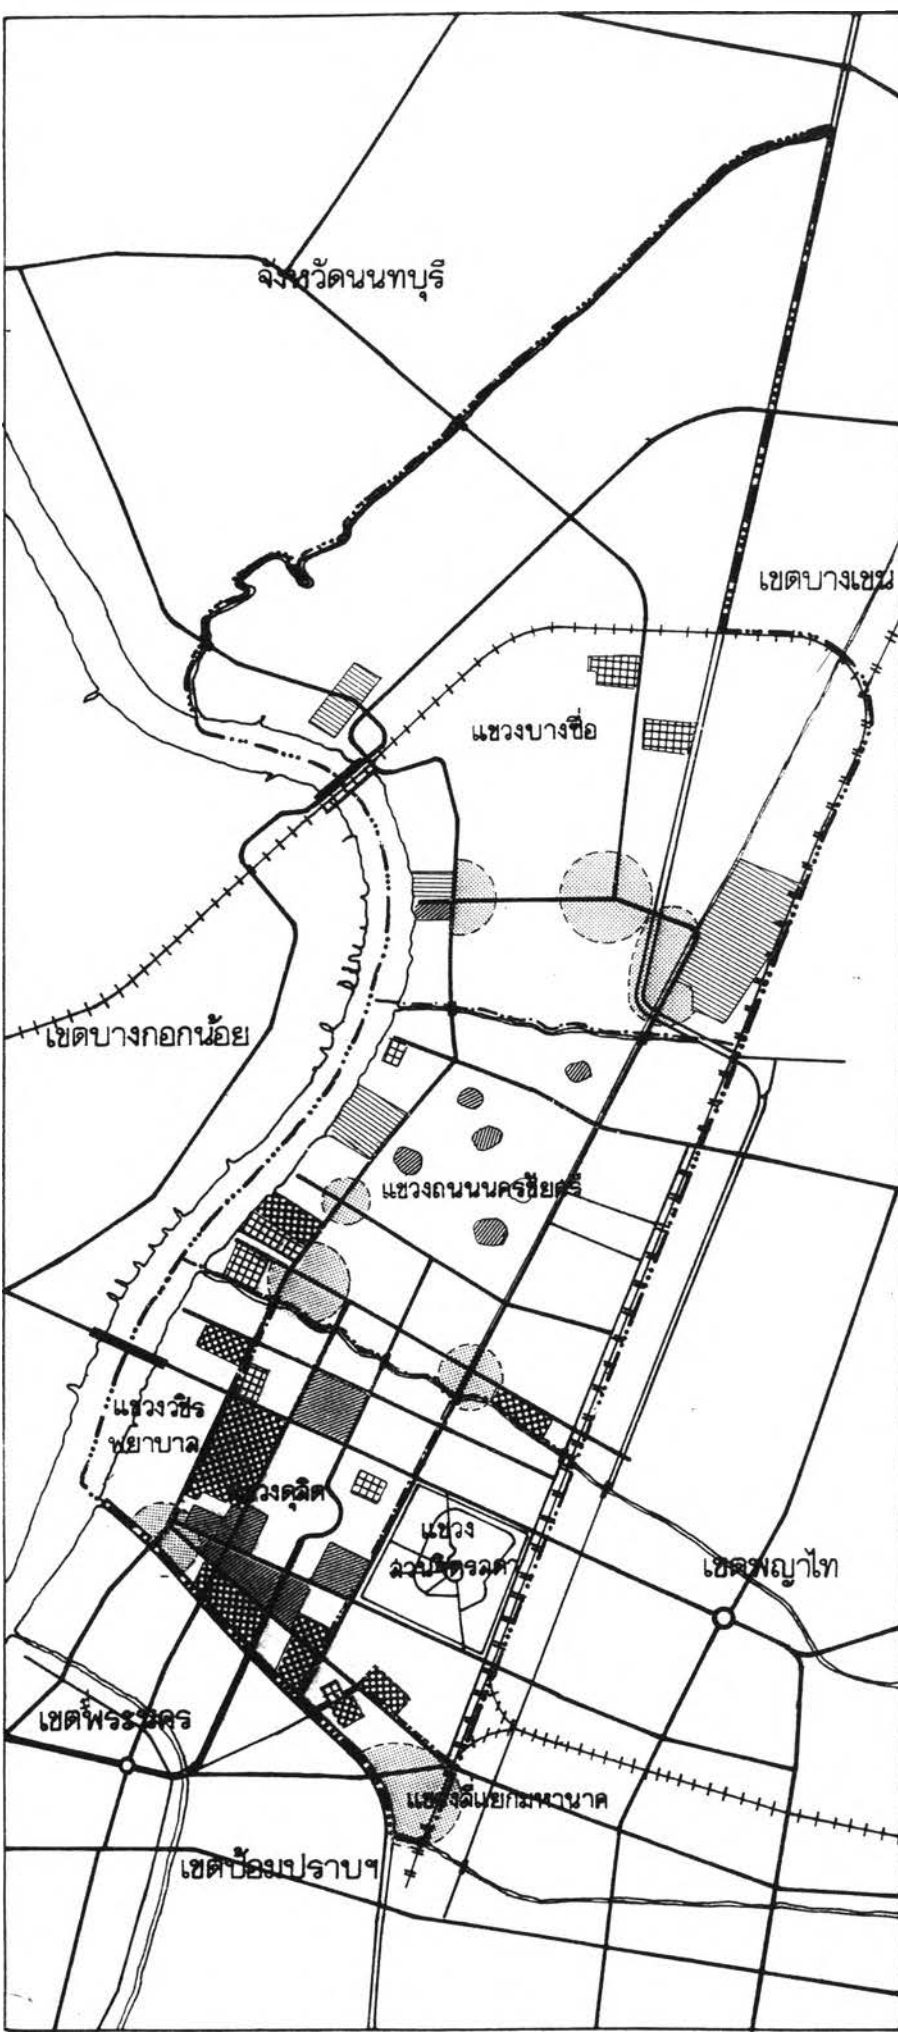 จังหวัดนนทบุรี
เขตบางเขน
แขวงบางซื่อ
เขตบางกอกน้อย
แขวงถนนนครชัยศรี
แขวงวชิร
พยาบาล
แขวงดุสิต
แขวง
สวนจิตรลดา
เขตพญาไท
เขตพระนคร
แขวงสี่แยกมหานาค
เขตป้อมปราบฯ